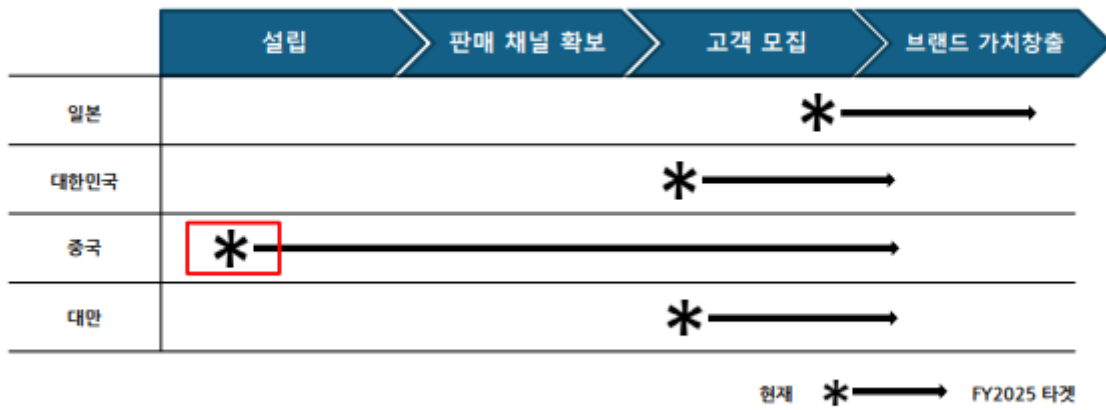 설립 판매 채널 확보 고객 모집 브랜드 가치창출
일본
대한민국
중국
대만
현재 * FY2025 타겟